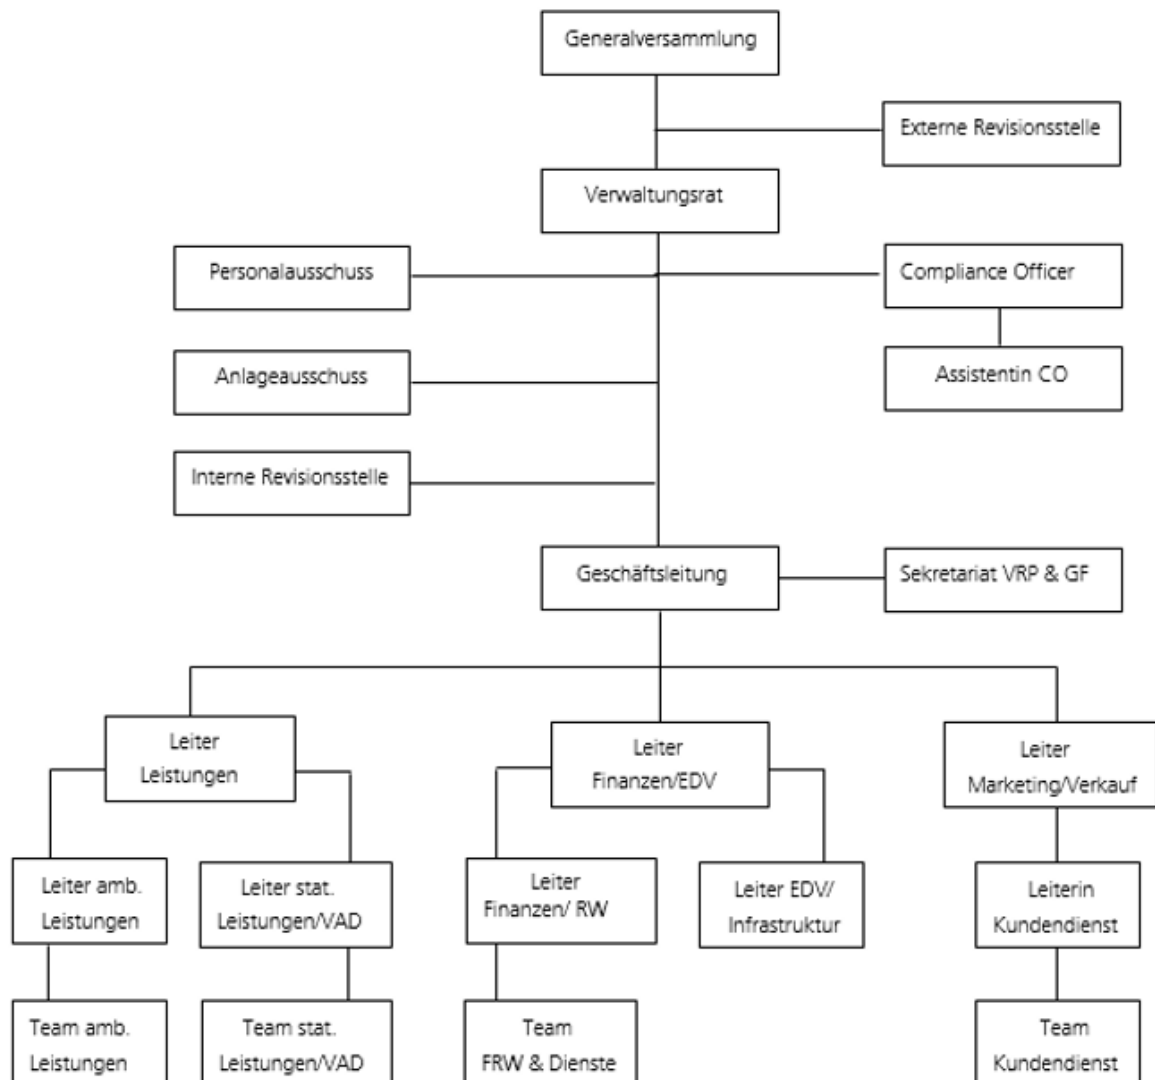 Generalversammlung
Externe Revisionsstelle
Verwaltungsrat
Personalausschuss
Compliance Officer
Anlageausschuss
Assistentin CO
Interne Revisionsstelle
Geschäftsleitung
Sekretariat VRP & GF
Leiter
Leistungen
Leiter
Finanzen/EDV
Leiter
Marketing/Verkauf
Leiter amb.
Leistungen
Leiter stat.
Leistungen/VAD
Leiter
Finanzen/ RW
Leiter EDV/
Infrastruktur
Leiterin
Kundendienst
Team amb.
Leistungen
Team stat.
Leistungen/VAD
Team
FRW & Dienste
Team
Kundendienst